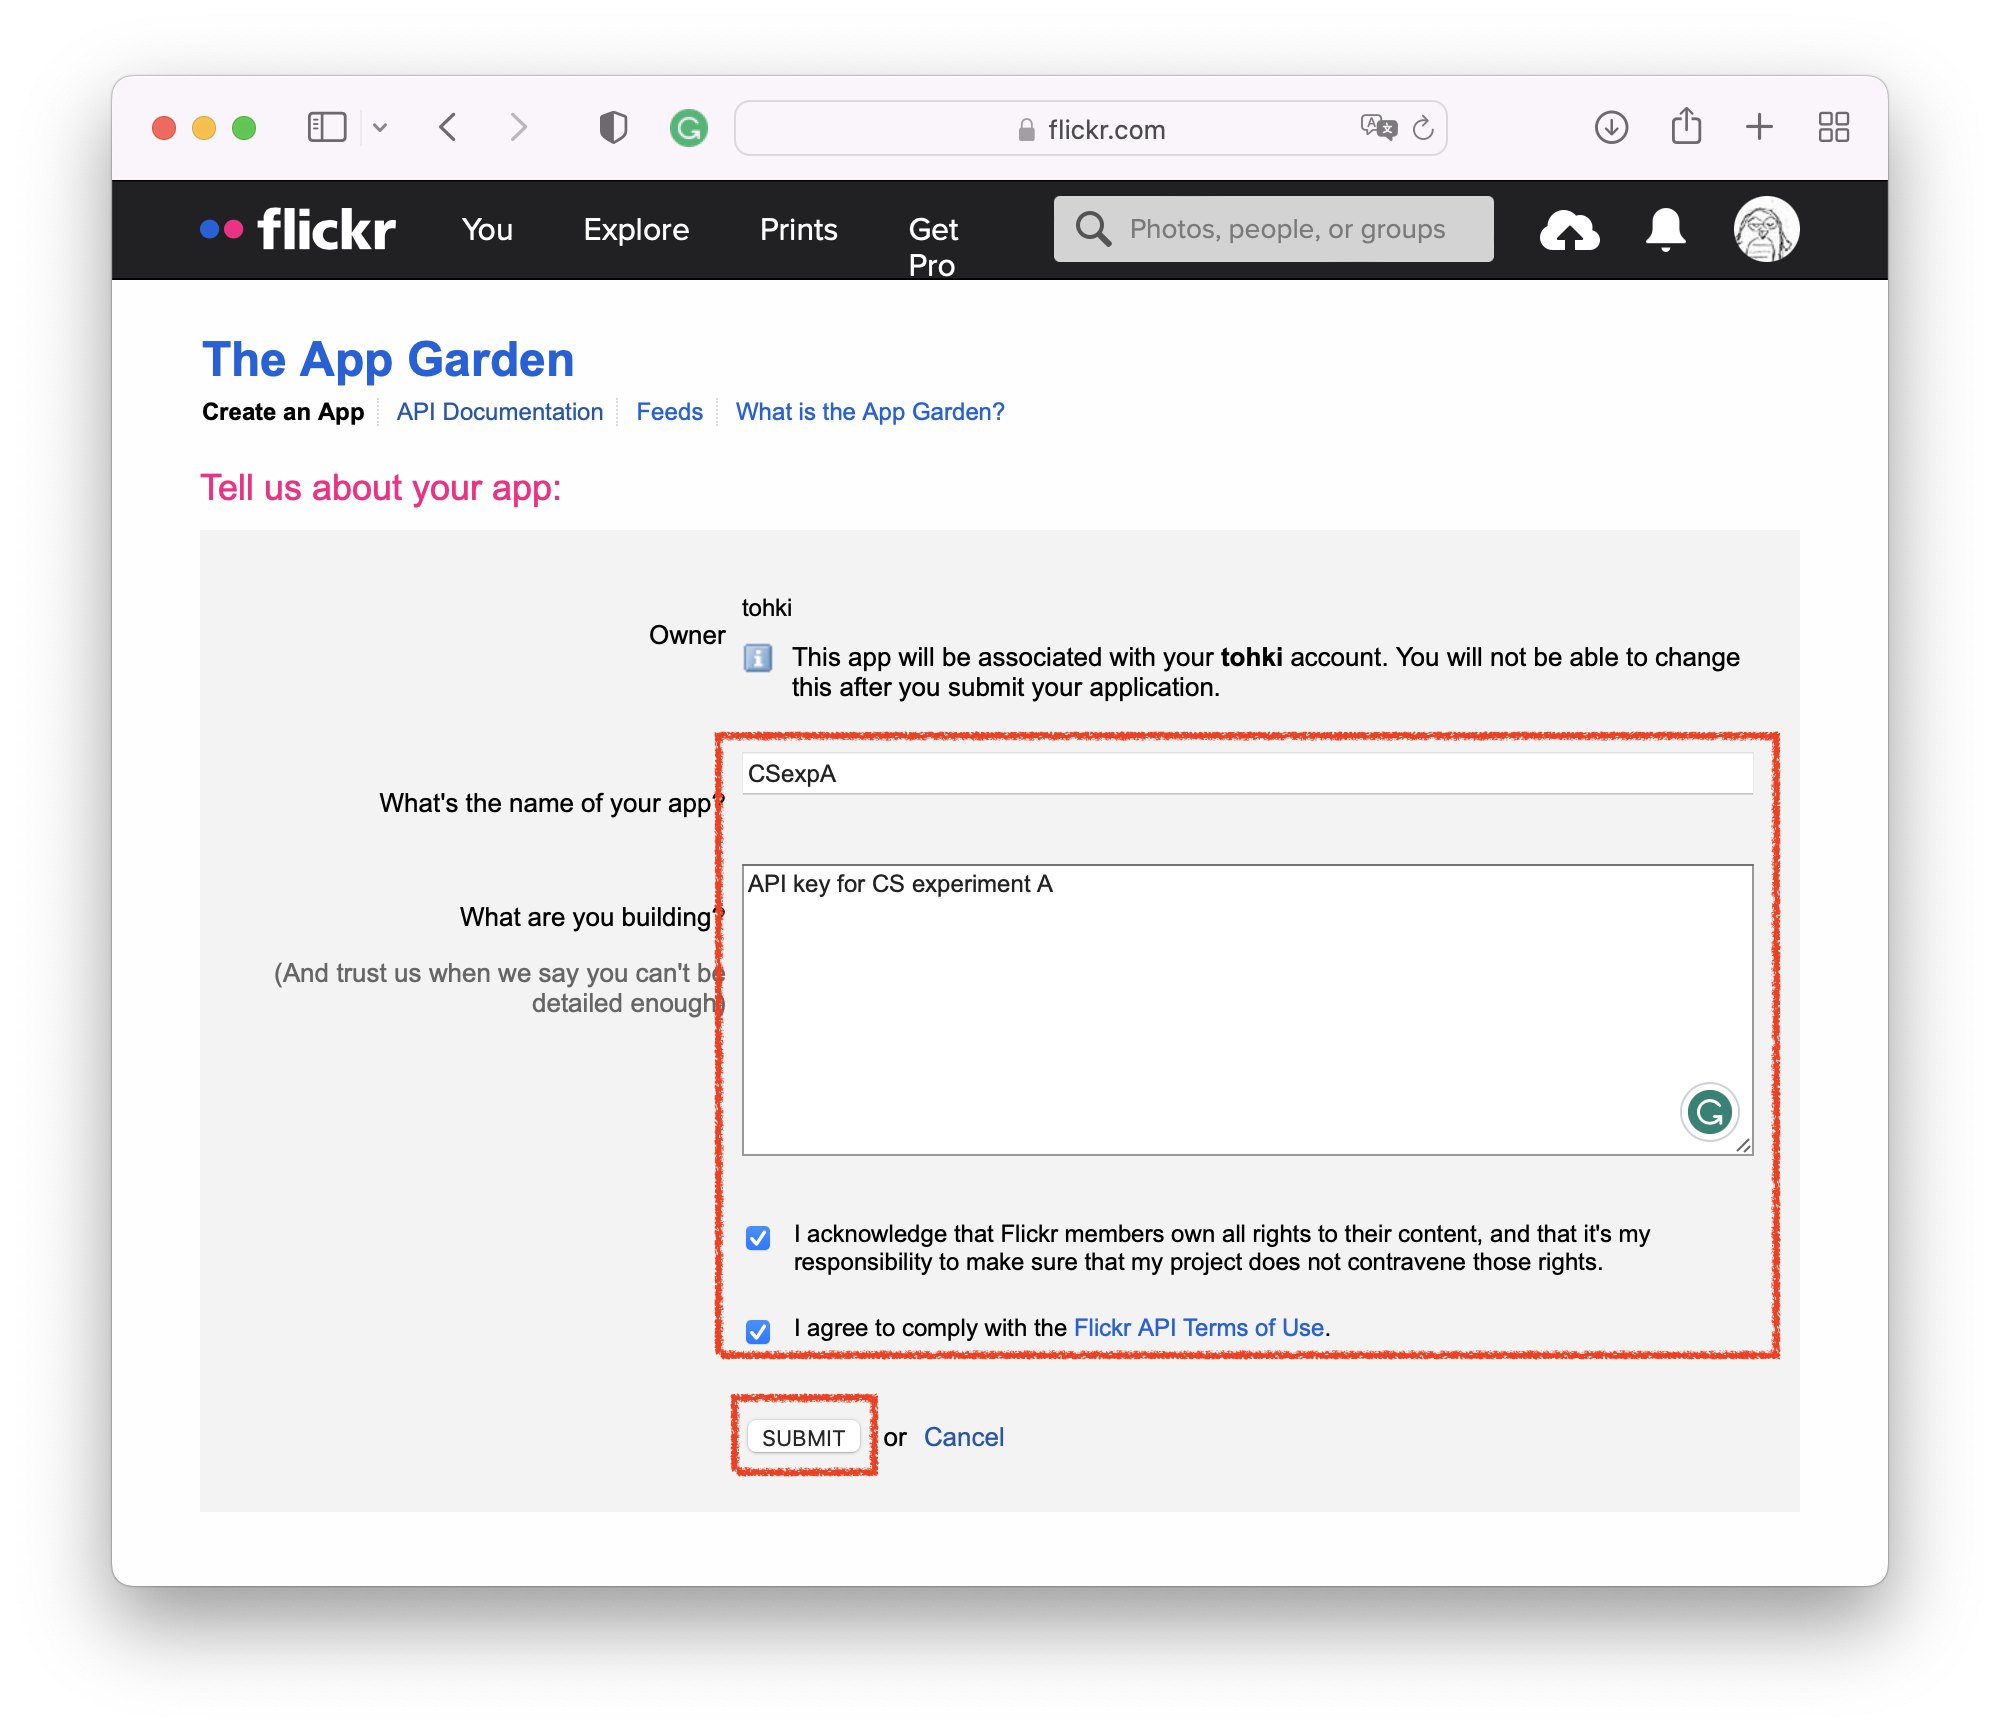 flickr.com
flickr You Explore Prints Get Pro Photos, people, or groups
The App Garden
Create an App API Documentation Feeds What is the App Garden?
Tell us about your app:
tohki
Owner
This app will be associated with your tohki account. You will not be able to change
this after you submit your application.
CSexpA
What's the name of your app?
API key for CS experiment A
What are you building?
(And trust us when we say you can't be
detailed enough)
I acknowledge that Flickr members own all rights to their content, and that it's my
responsibility to make sure that my project does not contravene those rights.
I agree to comply with the Flickr API Terms of Use.
SUBMIT or Cancel